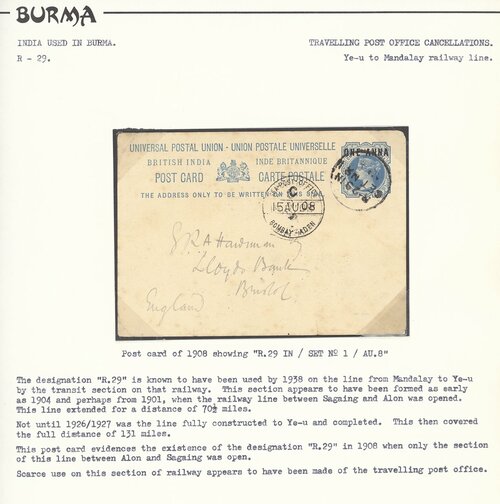 BURMA
INDIA USED IN BURMA. TRAVELLING POST OFFICE CANCELLATIONS.
R - 29. Ye-u to Mandalay railway line.
UNIVERSAL POSTAL UNION - UNION POSTALE UNIVERSELLE
BRITISH INDIA INDE BRITANNIQUE
POST CARD CARTE POSTALE
THE ADDRESS ONLY TO BE WRITTEN ON THIS SIDE
ONE ANNA
SEA POST OFFICE
C
15AU.08
BOMBAY-ADEN
Lloyds Bank
Bristol
England
Post card of 1908 showing "R.29 IN / SET Nº 1 / AU.8"
The designation "R.29" is known to have been used by 1938 on the line from Mandalay to Ye-u
by the transit section on that railway. This section appears to have been formed as early
as 1904 and perhaps from 1901, when the railway line between Sagaing and Alon was opened.
This line extended for a distance of 70½ miles.
Not until 1926/1927 was the line fully constructed to Ye-u and completed. This then covered
the full distance of 131 miles.
This post card evidences the existence of the designation "R.29" in 1908 when only the section
of this line between Alon and Sagaing was open.
Scarce use on this section of railway appears to have been made of the travelling post office.